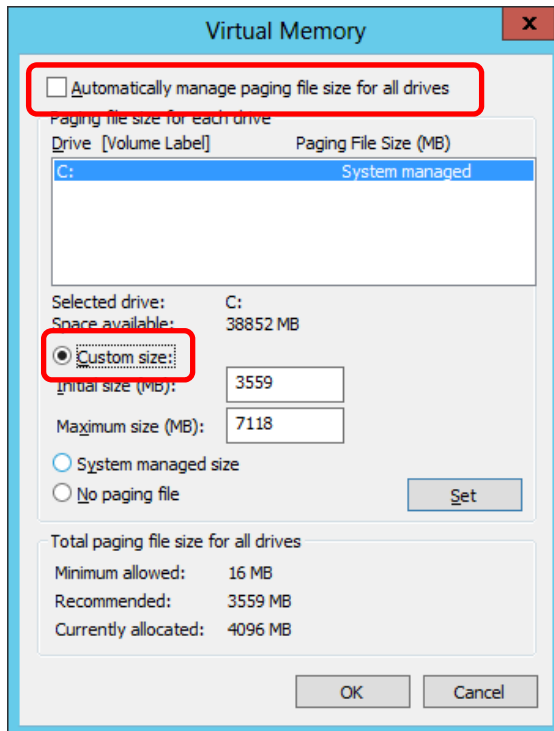 Virtual Memory
x
Automatically manage paging file size for all drives
Paging file size for each drive
Drive [Volume Label] Paging File Size (MB)
C: System managed
Selected drive: C:
Space available: 38852 MB
Custom size:
Initial size (MB): 3559
Maximum size (MB): 7118
System managed size
No paging file
Set
Total paging file size for all drives
Minimum allowed: 16 MB
Recommended: 3559 MB
Currently allocated: 4096 MB
OK Cancel